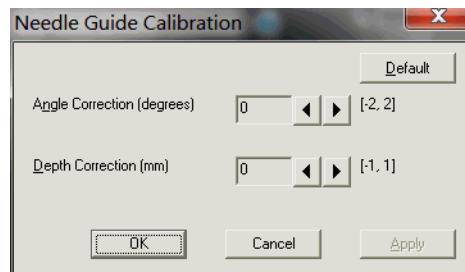 Needle Guide Calibration
X
Default
Angle Correction (degrees) 0 [-2, 2]
Depth Correction (mm) 0 [-1, 1]
OK Cancel Apply